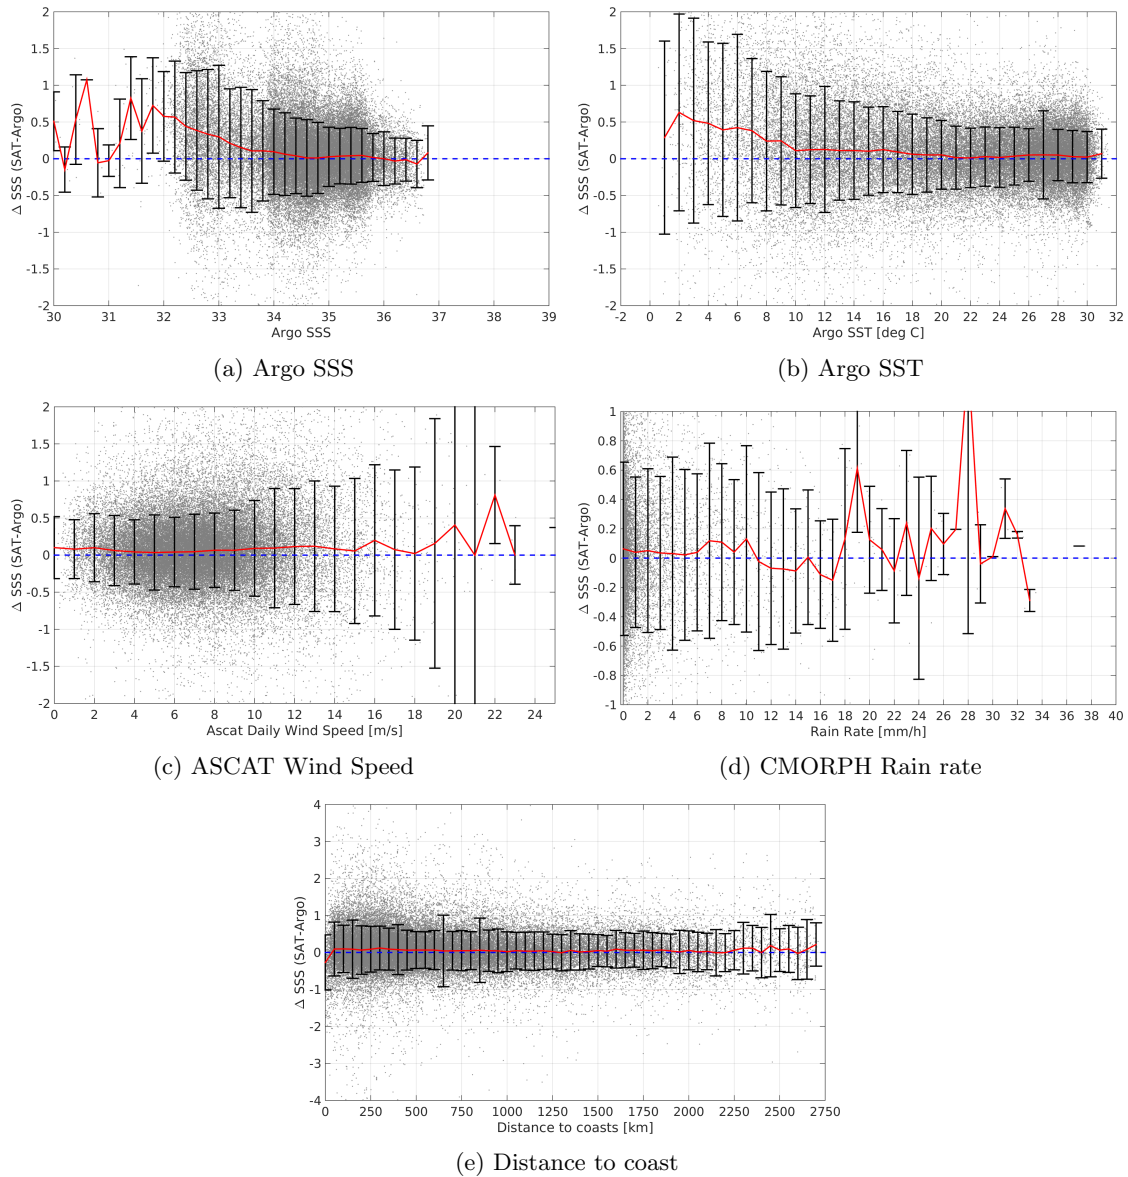 2
1.5
1
0.5
0
-0.5
-1
-1.5
-2
30 31 32 33 34 35 36 37 38 39
Δ SSS (SAT-Argo)
Argo SSS
(a) Argo SSS
2
1.5
1
0.5
0
-0.5
-1
-1.5
-2
-2 0 2 4 6 8 10 12 14 16 18 20 22 24 26 28 30 32
Δ SSS (SAT-Argo)
Argo SST [deg C]
(b) Argo SST
2
1.5
1
0.5
0
-0.5
-1
-1.5
-2
0 2 4 6 8 10 12 14 16 18 20 22 24
Δ SSS (SAT-Argo)
Ascat Daily Wind Speed [m/s]
(c) ASCAT Wind Speed
1
0.8
0.6
0.4
0.2
0
-0.2
-0.4
-0.6
-0.8
-1
0 2 4 6 8 10 12 14 16 18 20 22 24 26 28 30 32 34 36 38 40
Δ SSS (SAT-Argo)
Rain Rate [mm/h]
(d) CMORPH Rain rate
4
3
2
1
0
-1
-2
-3
-4
0 250 500 750 1000 1250 1500 1750 2000 2250 2500 2750
Δ SSS (SAT-Argo)
Distance to coasts [km]
(e) Distance to coast